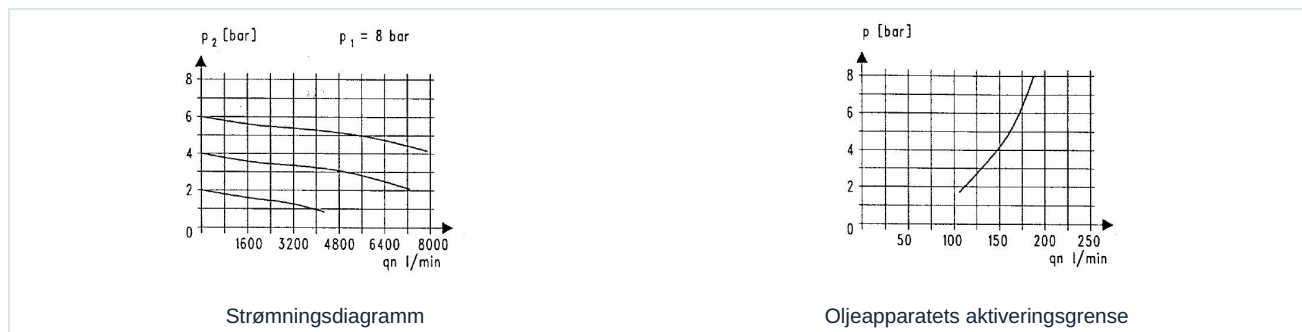 p2 [bar] p1 = 8 bar
8
6
4
2
0
1600 3200 4800 6400 8000
qn l/min
Strømningsdiagramm
p [bar]
8
6
4
2
0
50 100 150 200 250
qn l/min
Oljeapparatets aktiveringsgrense